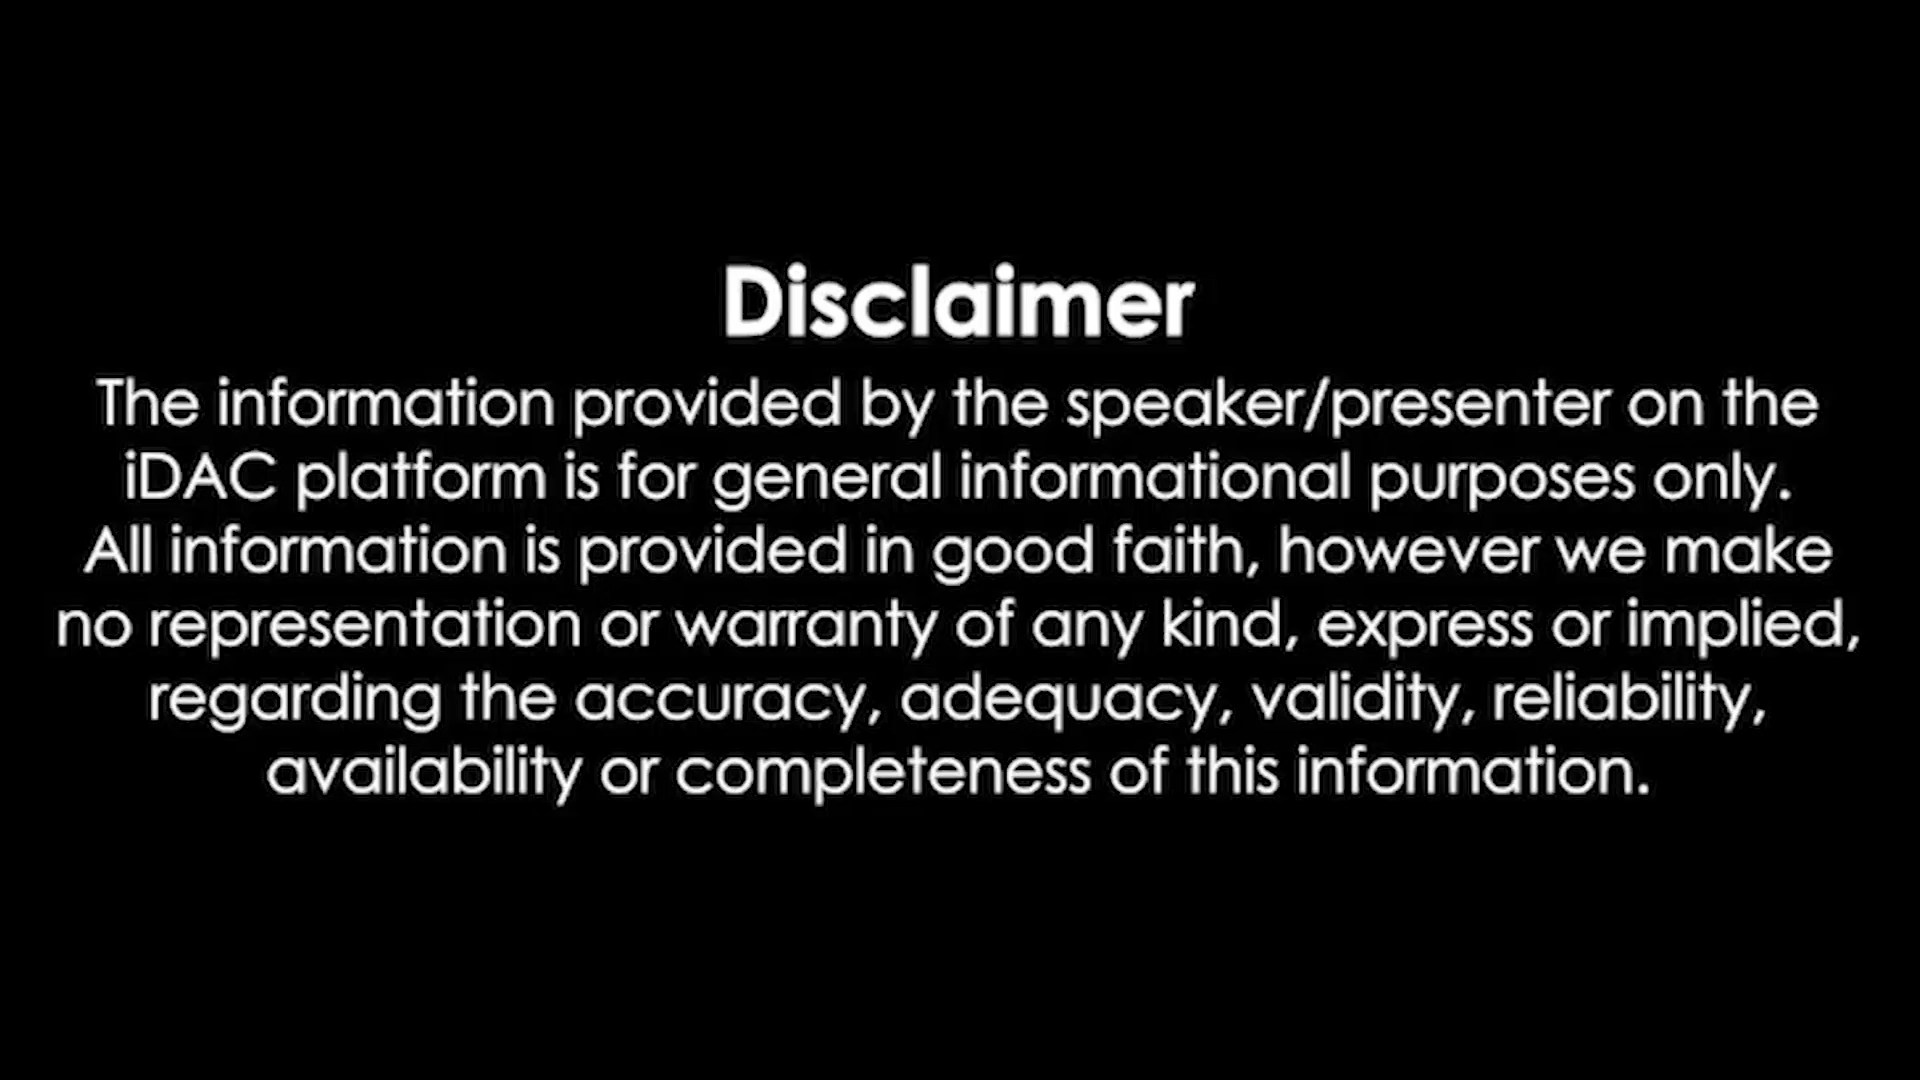 Disclaimer
The information provided by the speaker/presenter on the
iDAC platform is for general informational purposes only.
All information is provided in good faith, however we make
no representation or warranty of any kind, express or implied,
regarding the accuracy, adequacy, validity, reliability,
availability or completeness of this information.